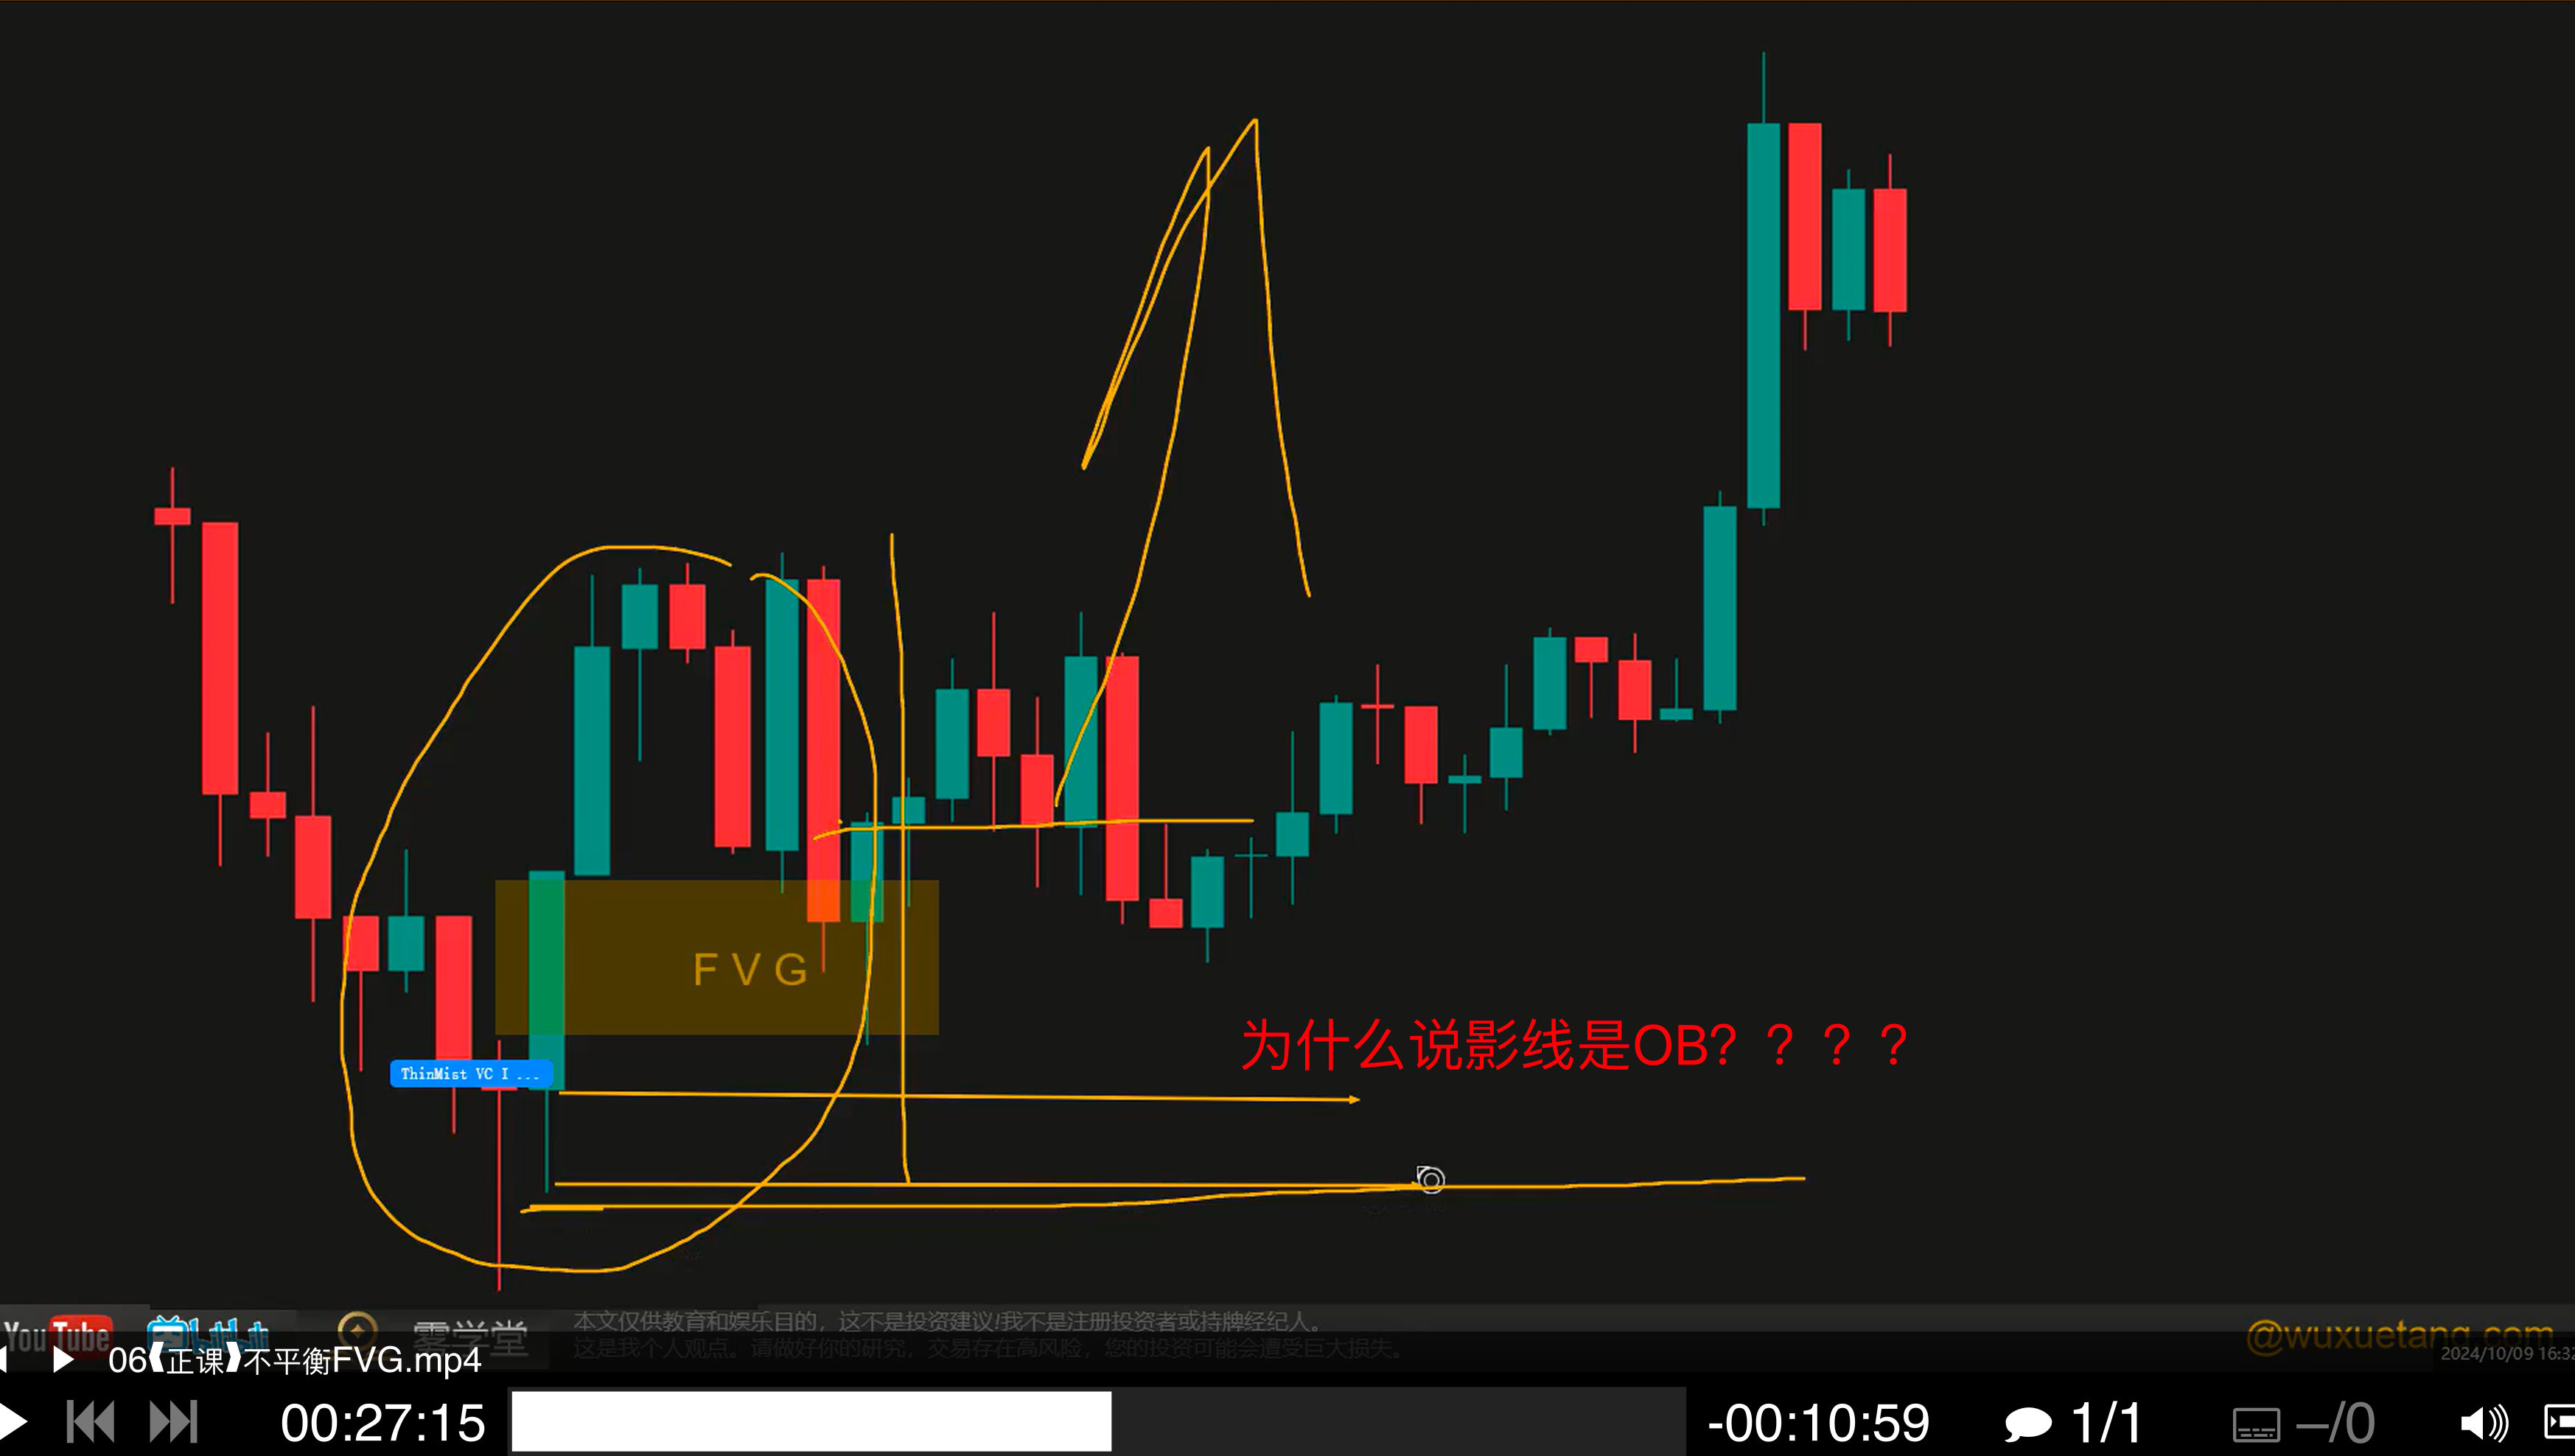 FVG
为什么说影线是OB？？？？
ThinMist VC I ...
YouTube
bilibili
雾学堂
本文仅供教育和娱乐目的，这不是投资建议!我不是注册投资者或持牌经纪人。
这是我个人观点。请做好你的研究，交易存在高风险，您的投资可能会遭受巨大损失。
@wuxuetang.com
06【正课】不平衡FVG.mp4
2024/10/09 16:32
00:27:15
-00:10:59
1/1
–/0